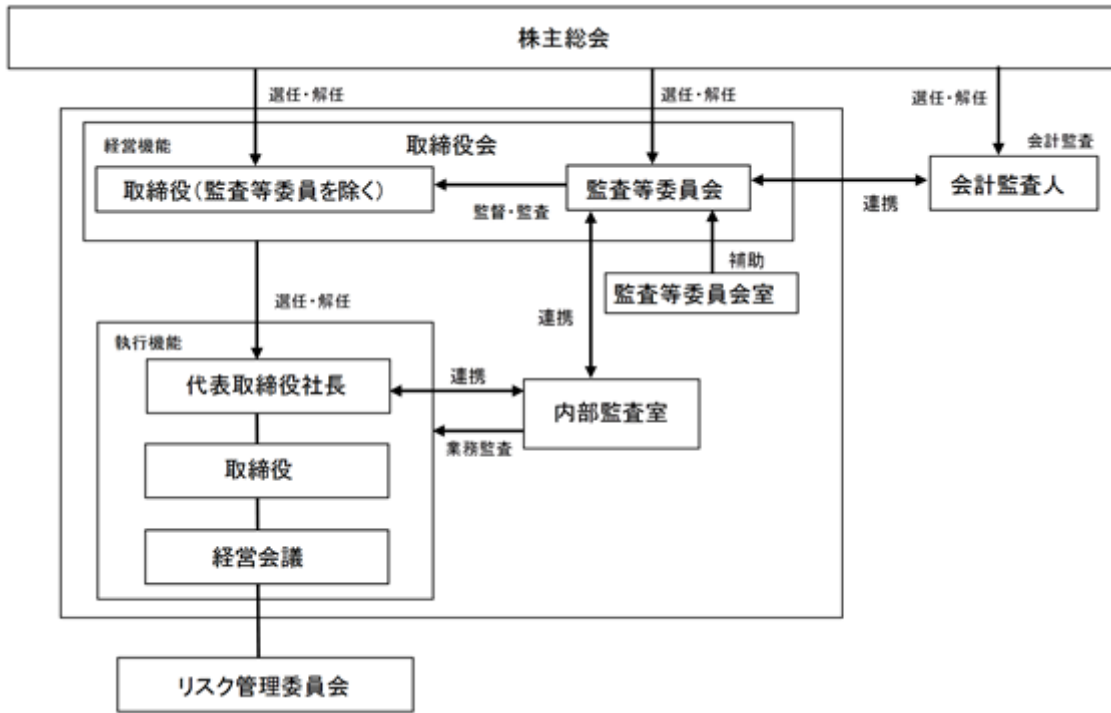 株主総会
選任・解任
選任・解任
選任・解任
経営機能
取締役会
会計監査
取締役(監査等委員を除く)
監査等委員会
会計監査人
監督・監査
連携
補助
監査等委員会室
選任・解任
連携
執行機能
代表取締役社長
連携
内部監査室
業務監査
取締役
経営会議
リスク管理委員会